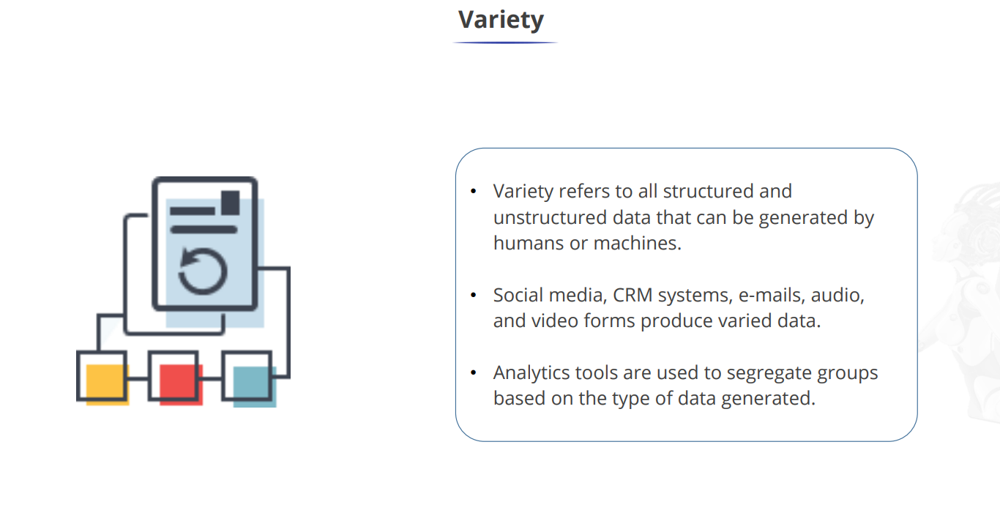 Variety
• Variety refers to all structured and
unstructured data that can be generated by
humans or machines.
• Social media, CRM systems, e-mails, audio,
and video forms produce varied data.
• Analytics tools are used to segregate groups
based on the type of data generated.